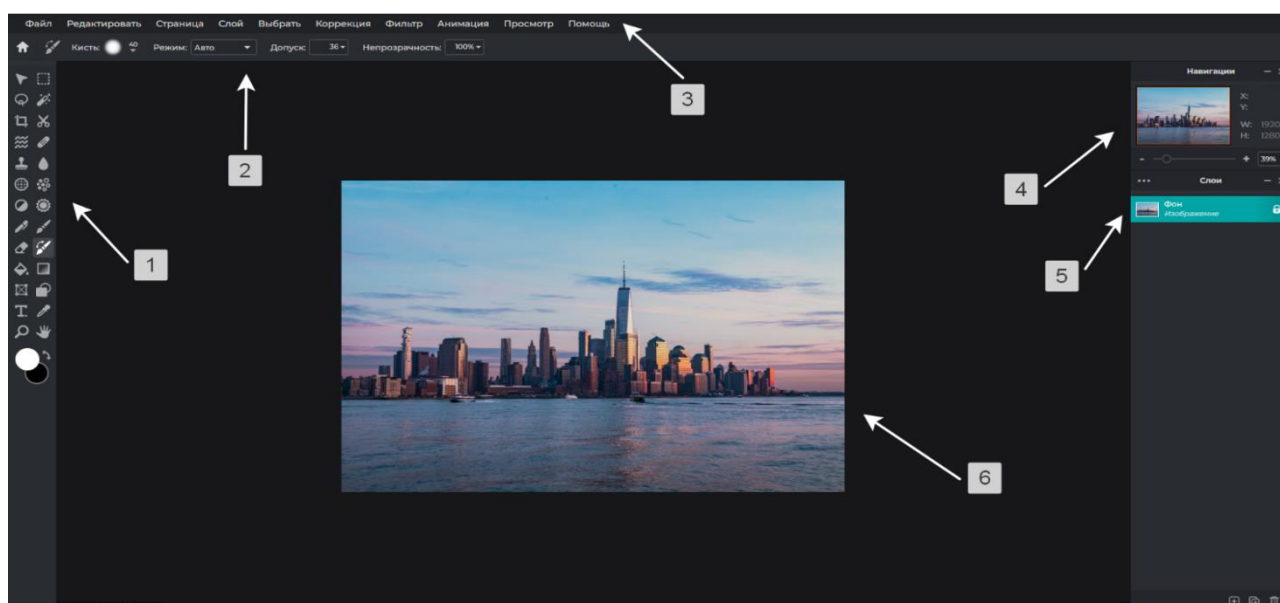 Файл Редактировать Страница Слой Выбрать Коррекция Фильтр Анимация Просмотр Помощь
Кисть: 40 Режим: Авто Допуск: 36 Непрозрачность: 100%
Навигации
X:
Y:
W: 1920
H: 1280
- + 39%
Слои
Фон
Изображение
1
2
3
4
5
6